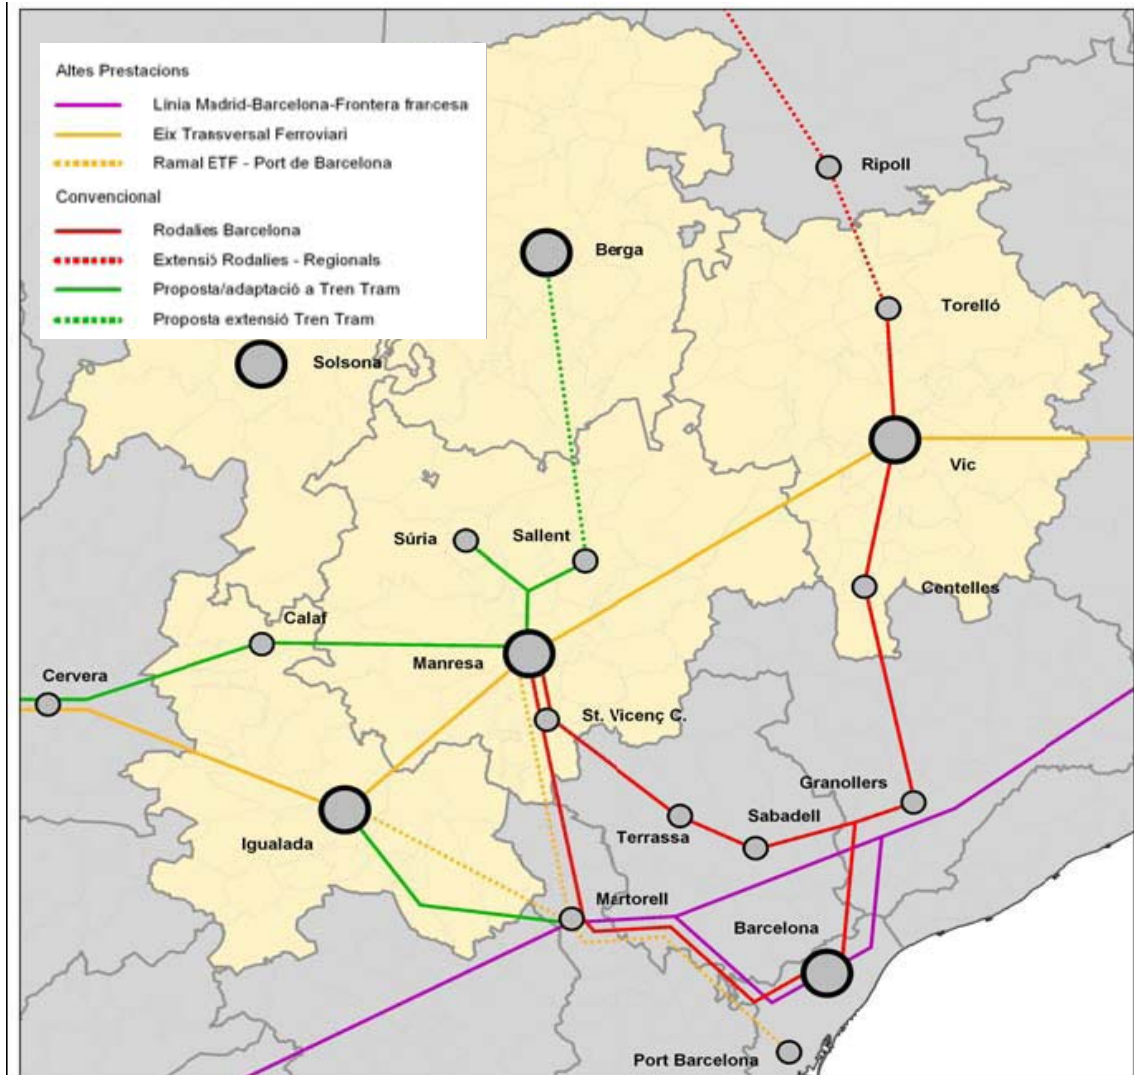 Altes Prestacions
Línia Madrid-Barcelona-Frontera francesa
Eix Transversal Ferroviari
Ramal ETF - Port de Barcelona
Convencional
Rodalies Barcelona
Extensió Rodalies - Regionals
Proposta/adaptació a Tren Tram
Proposta extensió Tren Tram
Ripoll
Berga
Torelló
Solsona
Vic
Súria
Sallent
Centelles
Calaf
Manresa
Cervera
St. Vicenç C.
Granollers
Sabadell
Terrassa
Igualada
Martorell
Barcelona
Port Barcelona